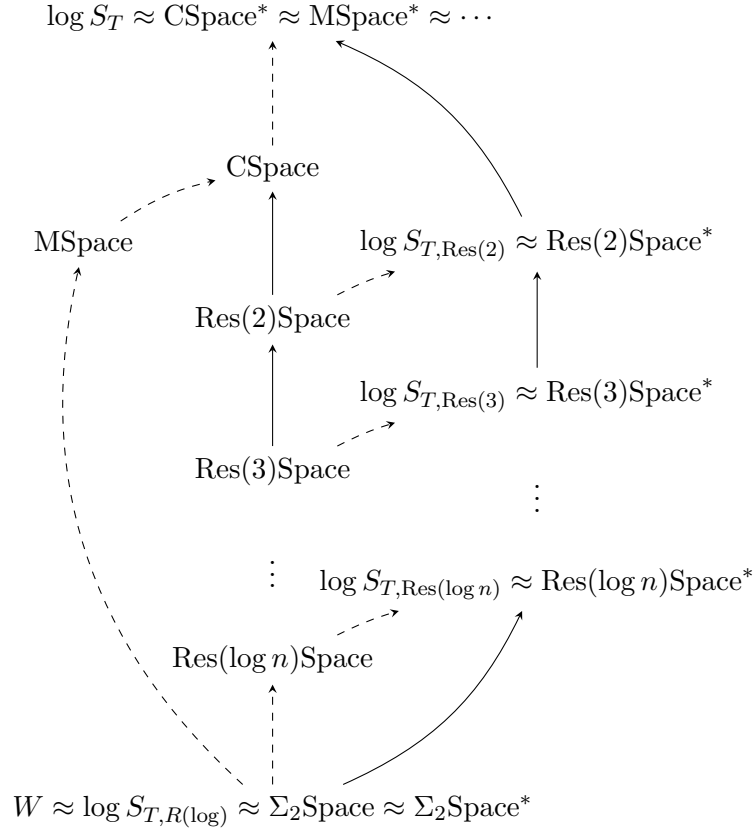 log S_T ≈ CSpace* ≈ MSpace* ≈ ⋯
CSpace
MSpace
log S_{T,Res(2)} ≈ Res(2)Space*
Res(2)Space
log S_{T,Res(3)} ≈ Res(3)Space*
Res(3)Space
⋮
⋮
log S_{T,Res(log n)} ≈ Res(log n)Space*
Res(log n)Space
W ≈ log S_{T,R(log)} ≈ Σ₂Space ≈ Σ₂Space*